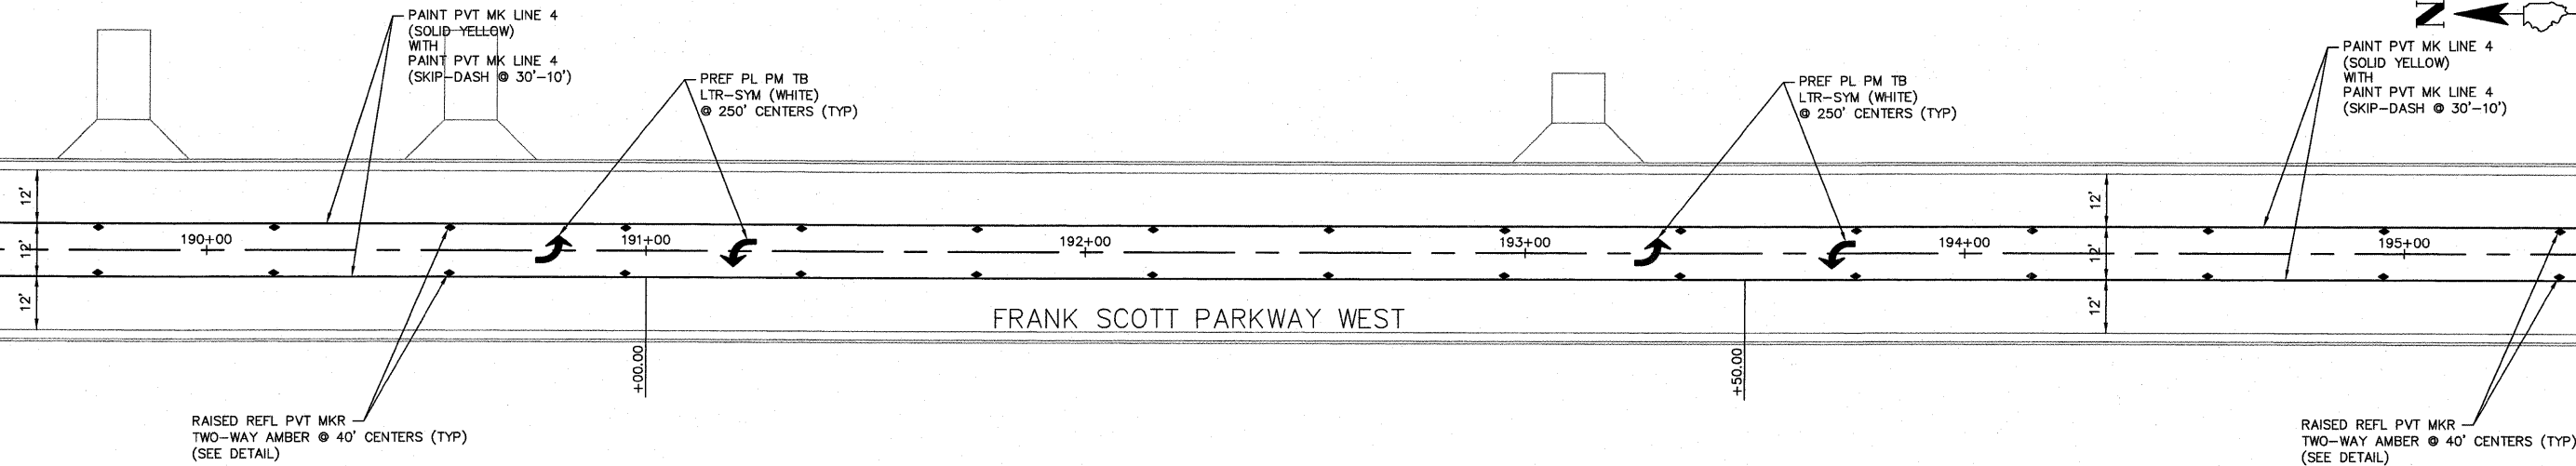 PAINT PVT MK LINE 4
(SOLID YELLOW)
WITH
PAINT PVT MK LINE 4
(SKIP-DASH @ 30'-10')
PREF PL PM TB
LTR-SYM (WHITE)
@ 250' CENTERS (TYP)
PREF PL PM TB
LTR-SYM (WHITE)
@ 250' CENTERS (TYP)
N
PAINT PVT MK LINE 4
(SOLID YELLOW)
WITH
PAINT PVT MK LINE 4
(SKIP-DASH @ 30'-10')
12'
12'
12'
190+00
191+00
192+00
193+00
194+00
195+00
12'
12'
12'
FRANK SCOTT PARKWAY WEST
+00.00
+50.00
RAISED REFL PVT MKR
TWO-WAY AMBER @ 40' CENTERS (TYP)
(SEE DETAIL)
RAISED REFL PVT MKR
TWO-WAY AMBER @ 40' CENTERS (TYP)
(SEE DETAIL)